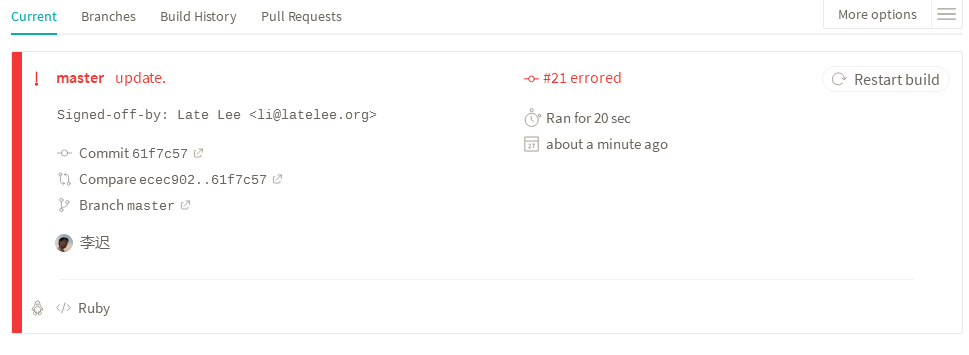 Current Branches Build History Pull Requests More options
master update. #21 errored Restart build
Signed-off-by: Late Lee <li@latelee.org>
Ran for 20 sec
about a minute ago
Commit 61f7c57
Compare ecec902..61f7c57
Branch master
李迟
Ruby